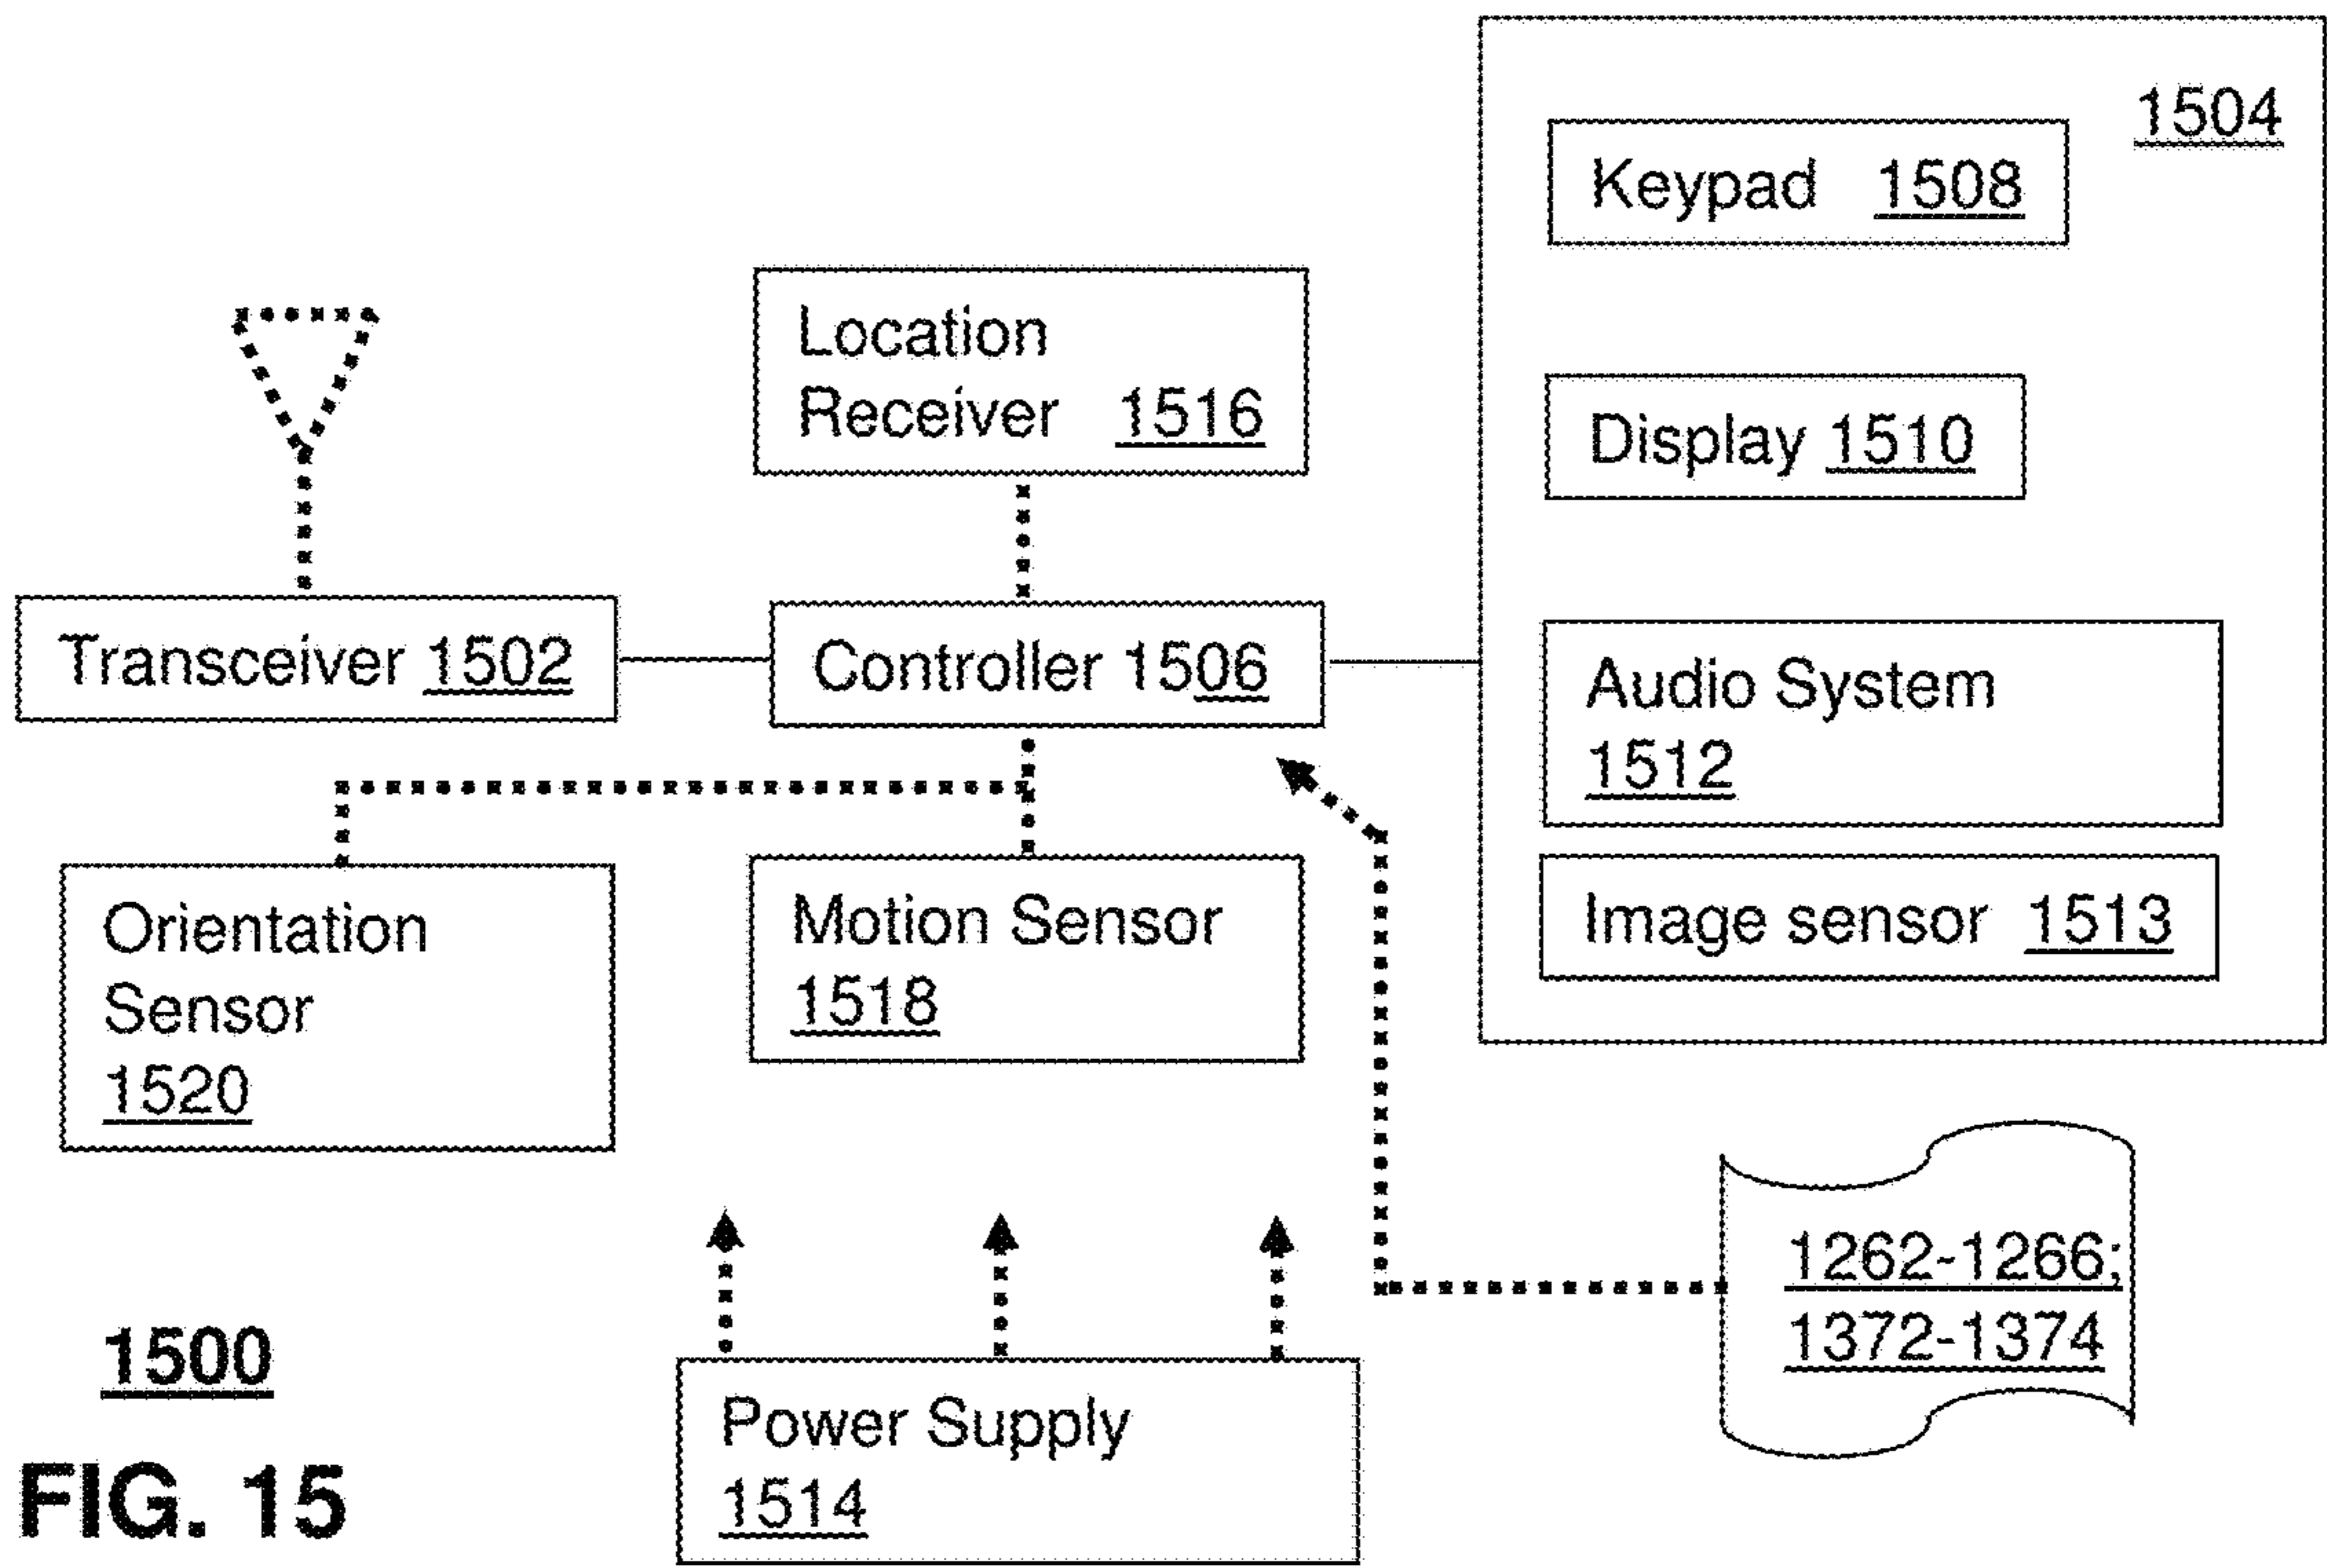 1504
Keypad 1508
Location
Receiver 1516
Display 1510
Transceiver 1502
Controller 1506
Audio System
1512
Image sensor 1513
Orientation
Sensor
1520
Motion Sensor
1518
1262-1266;
1372-1374
Power Supply
1514
1500
FIG. 15